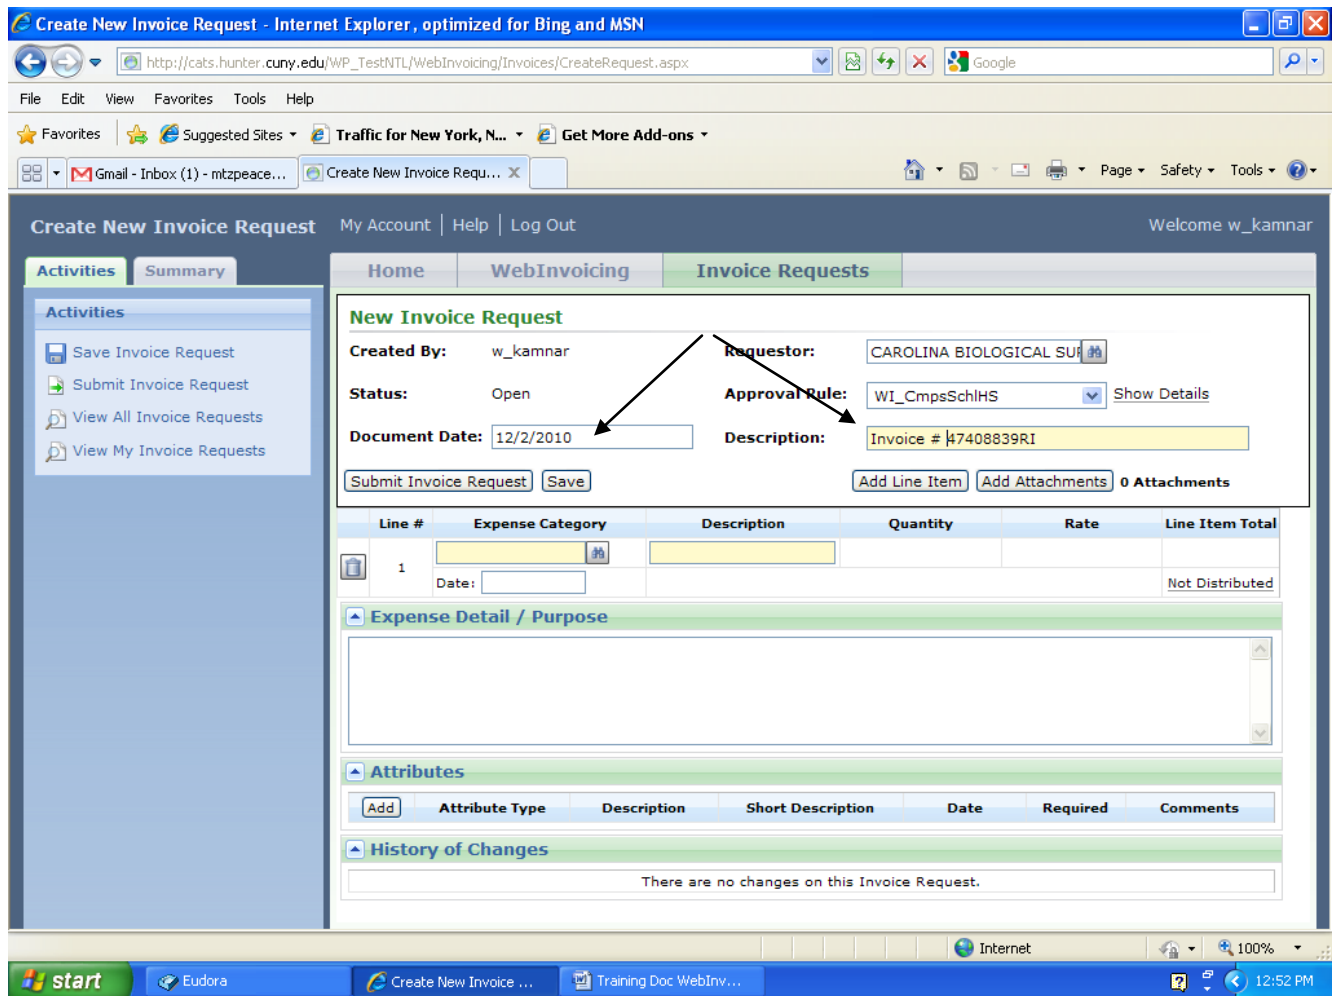 Create New Invoice Request - Internet Explorer, optimized for Bing and MSN
http://cats.hunter.cuny.edu/WP_TestNTL/WebInvoicing/Invoices/CreateRequest.aspx
Google
File Edit View Favorites Tools Help
Favorites Suggested Sites Traffic for New York, N... Get More Add-ons
Gmail - Inbox (1) - mtzpeace... Create New Invoice Requ... X Page Safety Tools
Create New Invoice Request My Account | Help | Log Out Welcome w_kamnar
Activities Summary Home WebInvoicing Invoice Requests
Activities
Save Invoice Request
Submit Invoice Request
View All Invoice Requests
View My Invoice Requests
New Invoice Request
Created By: w_kamnar Requestor: CAROLINA BIOLOGICAL SUP
Status: Open Approval Rule: WI_CmpsSchlHS Show Details
Document Date: 12/2/2010 Description: Invoice # 47408839RI
Submit Invoice Request Save Add Line Item Add Attachments 0 Attachments
Line # Expense Category Description Quantity Rate Line Item Total
1
Date: Not Distributed
Expense Detail / Purpose
Attributes
Add Attribute Type Description Short Description Date Required Comments
History of Changes
There are no changes on this Invoice Request.
Internet 100%
start Eudora Create New Invoice ... Training Doc WebInv... 12:52 PM